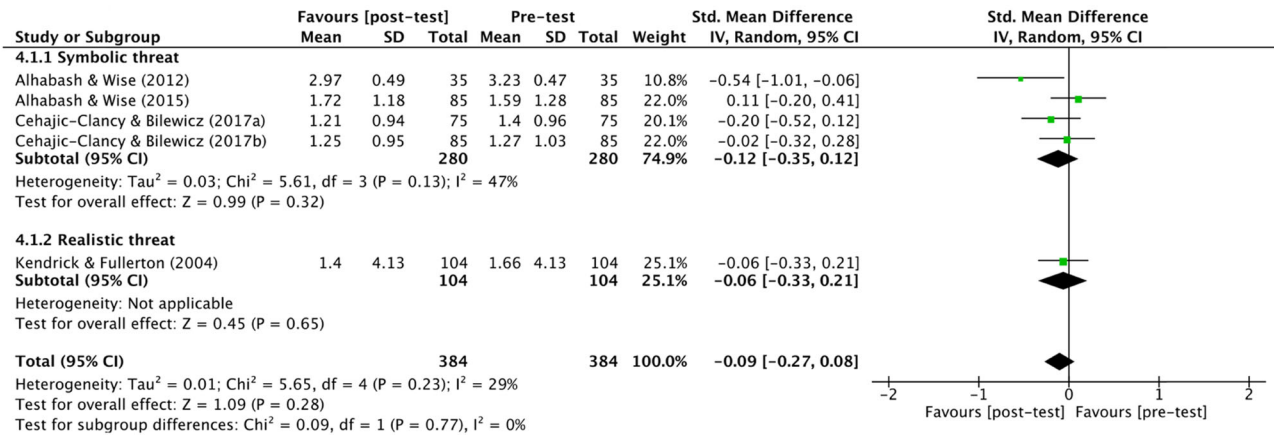 Favours [post-test] Pre-test Std. Mean Difference Std. Mean Difference
Study or Subgroup Mean SD Total Mean SD Total Weight IV, Random, 95% CI IV, Random, 95% CI
4.1.1 Symbolic threat
Alhabash & Wise (2012) 2.97 0.49 35 3.23 0.47 35 10.8% -0.54 [-1.01, -0.06]
Alhabash & Wise (2015) 1.72 1.18 85 1.59 1.28 85 22.0% 0.11 [-0.20, 0.41]
Cehajic-Clancy & Bilewicz (2017a) 1.21 0.94 75 1.4 0.96 75 20.1% -0.20 [-0.52, 0.12]
Cehajic-Clancy & Bilewicz (2017b) 1.25 0.95 85 1.27 1.03 85 22.0% -0.02 [-0.32, 0.28]
Subtotal (95% CI) 280 280 74.9% -0.12 [-0.35, 0.12]
Heterogeneity: Tau² = 0.03; Chi² = 5.61, df = 3 (P = 0.13); I² = 47%
Test for overall effect: Z = 0.99 (P = 0.32)
4.1.2 Realistic threat
Kendrick & Fullerton (2004) 1.4 4.13 104 1.66 4.13 104 25.1% -0.06 [-0.33, 0.21]
Subtotal (95% CI) 104 104 25.1% -0.06 [-0.33, 0.21]
Heterogeneity: Not applicable
Test for overall effect: Z = 0.45 (P = 0.65)
Total (95% CI) 384 384 100.0% -0.09 [-0.27, 0.08]
Heterogeneity: Tau² = 0.01; Chi² = 5.65, df = 4 (P = 0.23); I² = 29%
Test for overall effect: Z = 1.09 (P = 0.28)
Test for subgroup differences: Chi² = 0.09, df = 1 (P = 0.77), I² = 0%
-2 -1 0 1 2
Favours [post-test] Favours [pre-test]